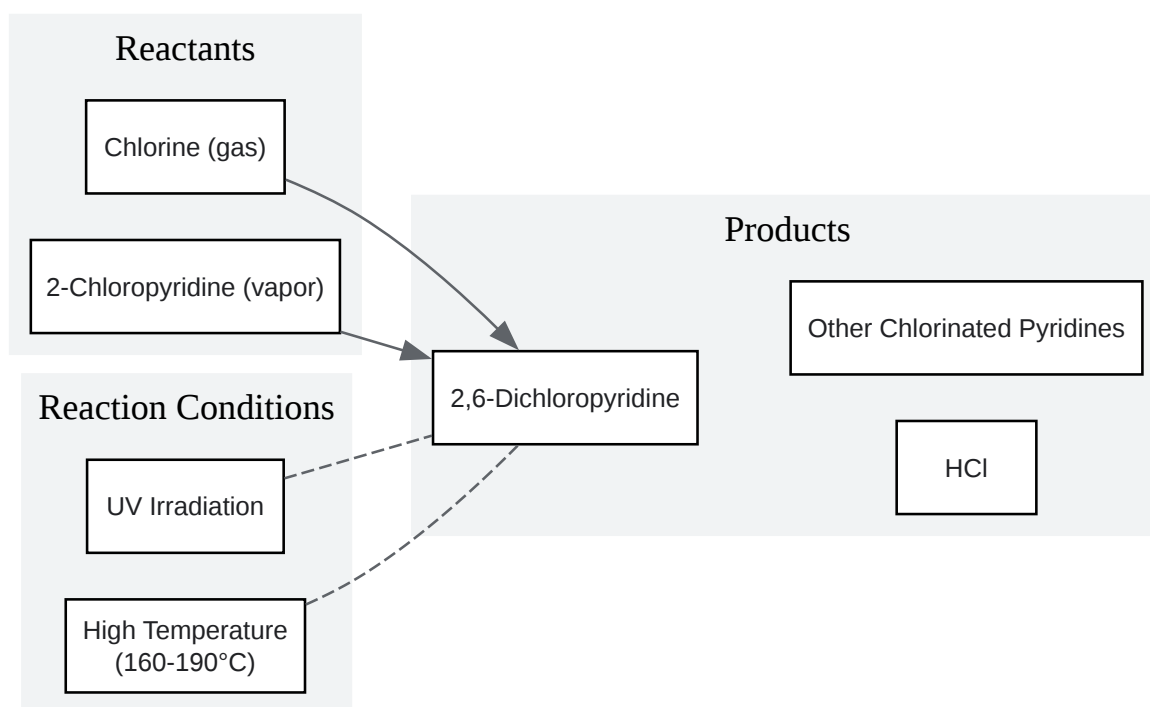 Reactants
Chlorine (gas)
2-Chloropyridine (vapor)
Products
Other Chlorinated Pyridines
2,6-Dichloropyridine
HCl
Reaction Conditions
UV Irradiation
High Temperature
(160-190°C)